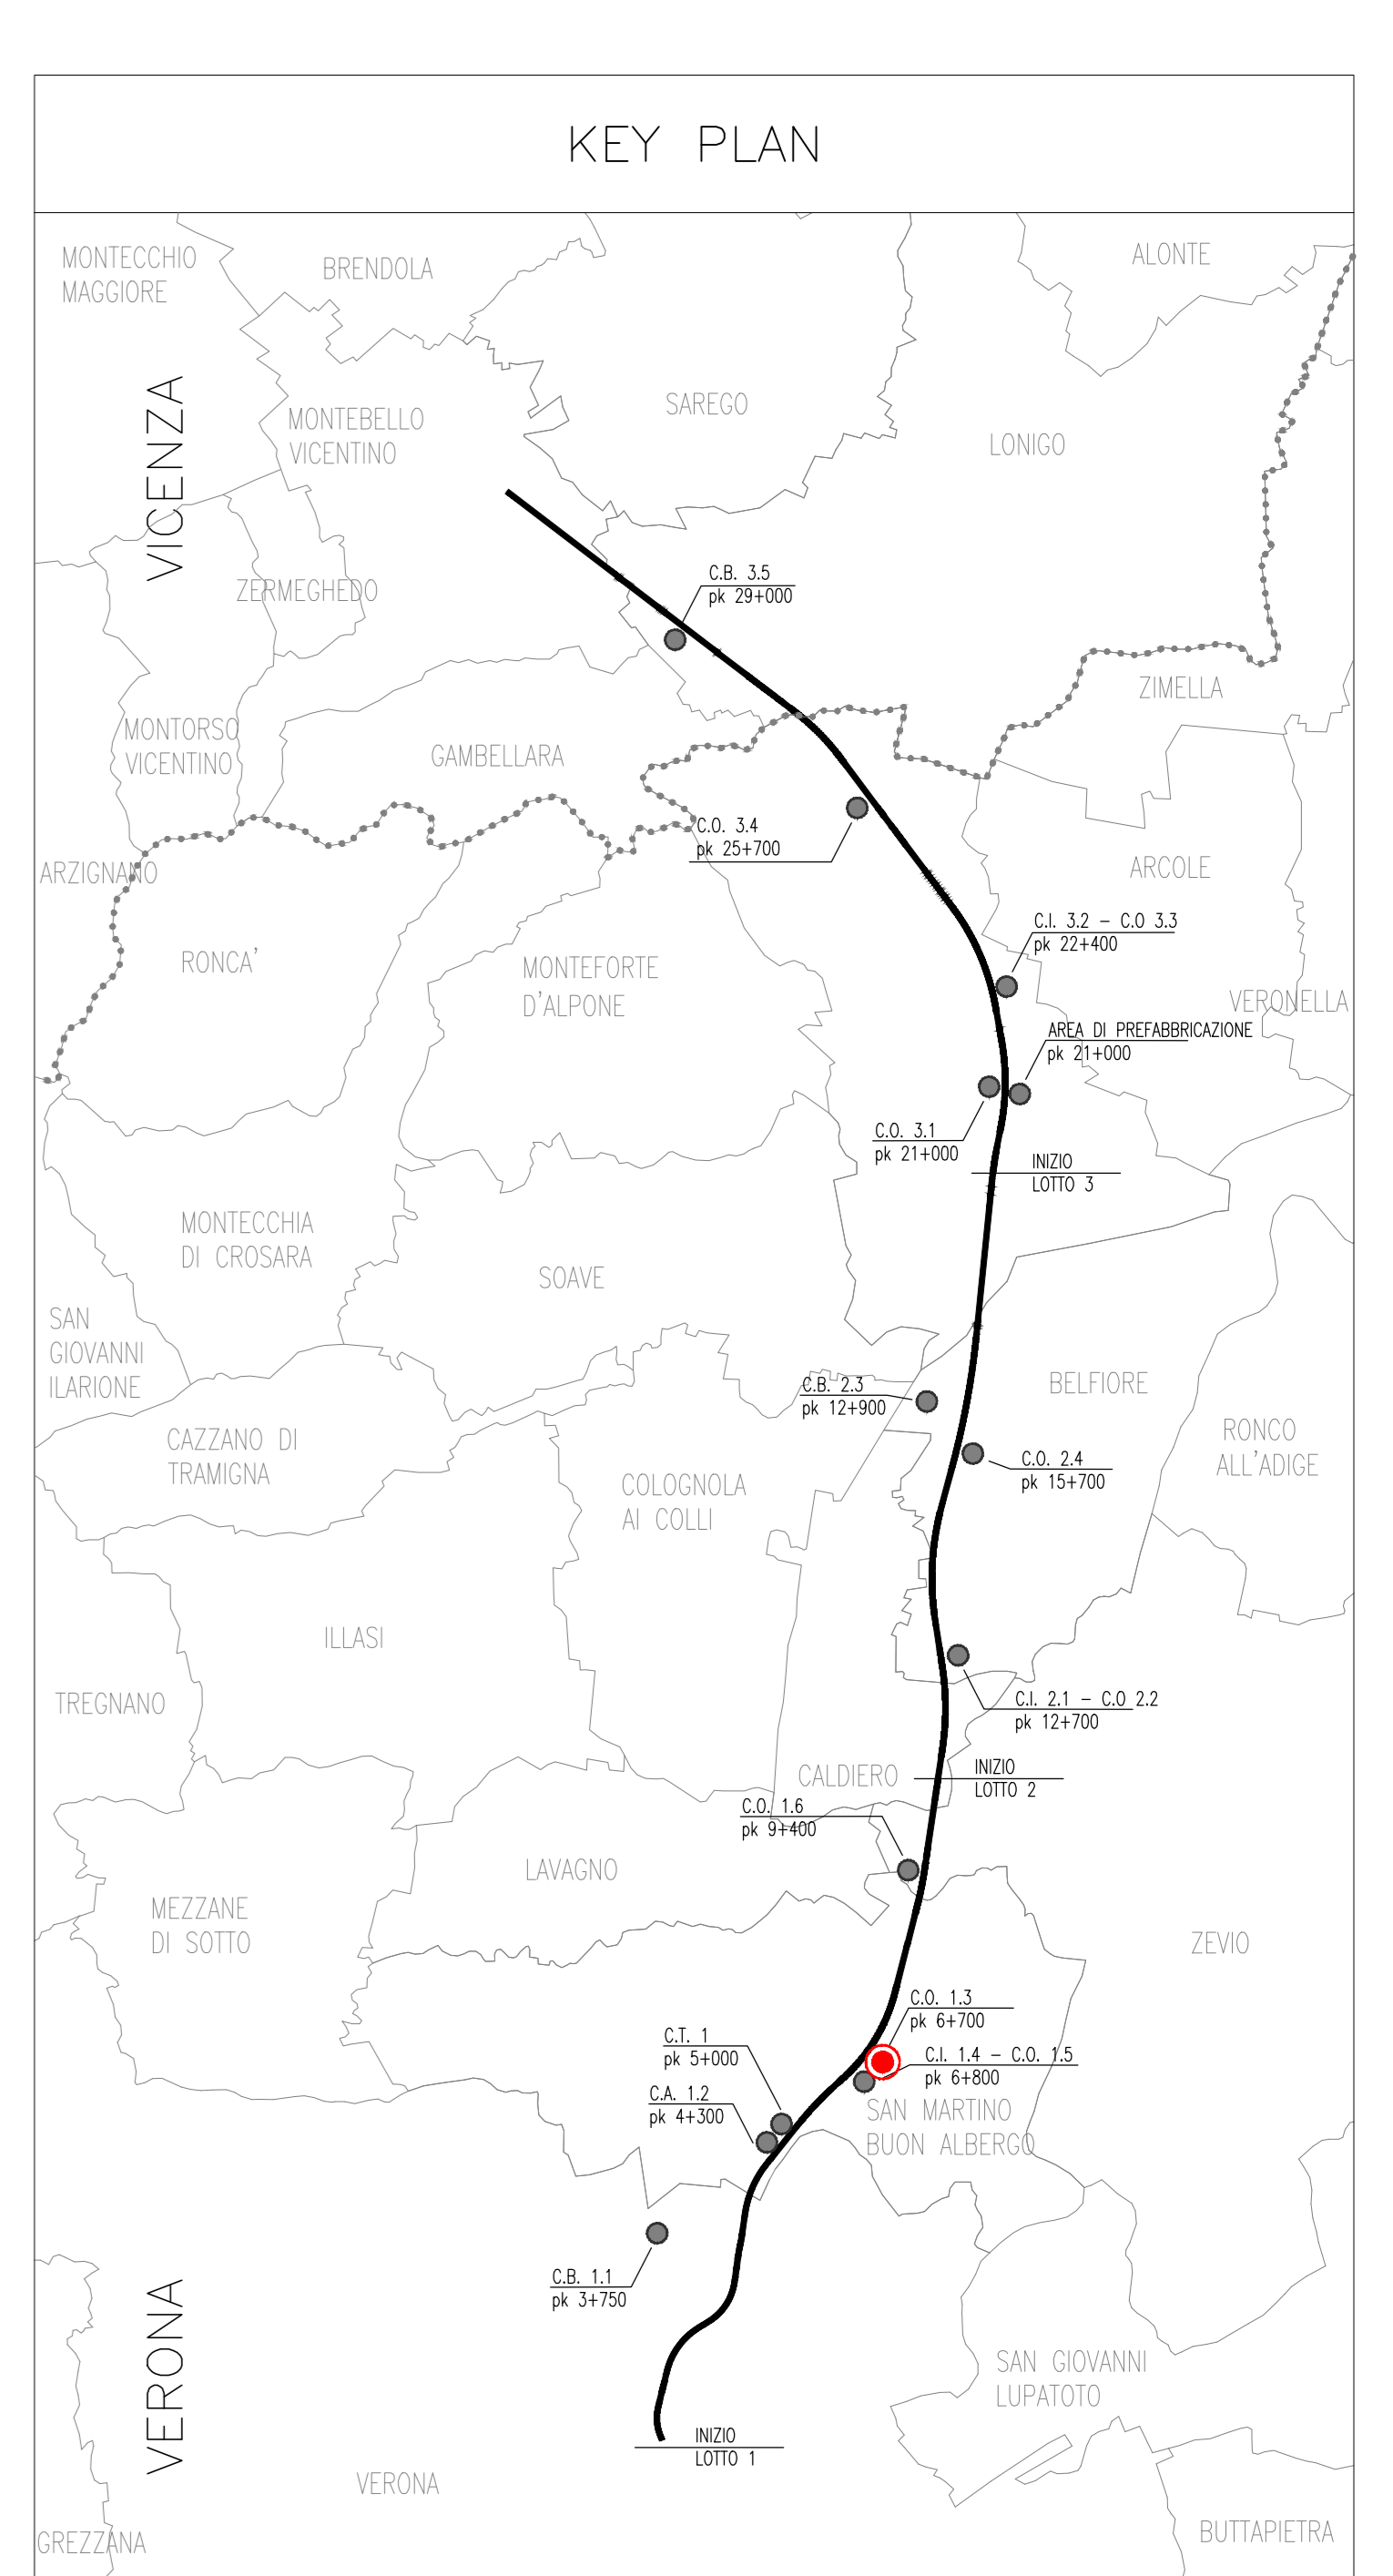 KEY PLAN
MONTECCHIO
MAGGIORE
BRENDOLA
ALONTE
VICENZA
MONTEBELLO
VICENTINO
SAREGO
LONIGO
ZERMEGHEDO
C.B. 3.5
pk 29+000
ZIMELLA
MONTORSO
VICENTINO
GAMBELLARA
C.O. 3.4
pk 25+700
ARZIGNANO
ARCOLE
RONCA'
MONTEFORTE
D'ALPONE
C.I. 3.2 - C.O 3.3
pk 22+400
VERONELLA
AREA DI PREFABBRICAZIONE
pk 21+000
C.O. 3.1
pk 21+000
INIZIO
LOTTO 3
MONTECCHIA
DI CROSARA
SOAVE
SAN
GIOVANNI
ILARIONE
C.B. 2.3
pk 12+900
BELFIORE
CAZZANO DI
TRAMIGNA
RONCO
ALL'ADIGE
C.O. 2.4
pk 15+700
COLOGNOLA
AI COLLI
ILLASI
TREGNANO
C.I. 2.1 - C.O 2.2
pk 12+700
CALDIERO
INIZIO
LOTTO 2
C.O. 1.6
pk 9+400
LAVAGNO
MEZZANE
DI SOTTO
ZEVIO
C.O. 1.3
pk 6+700
C.T. 1
pk 5+000
C.I. 1.4 - C.O. 1.5
pk 6+800
C.A. 1.2
pk 4+300
SAN MARTINO
BUON ALBERGO
C.B. 1.1
pk 3+750
VERONA
SAN GIOVANNI
LUPATOTO
INIZIO
LOTTO 1
VERONA
GREZZANA
BUTTAPIETRA